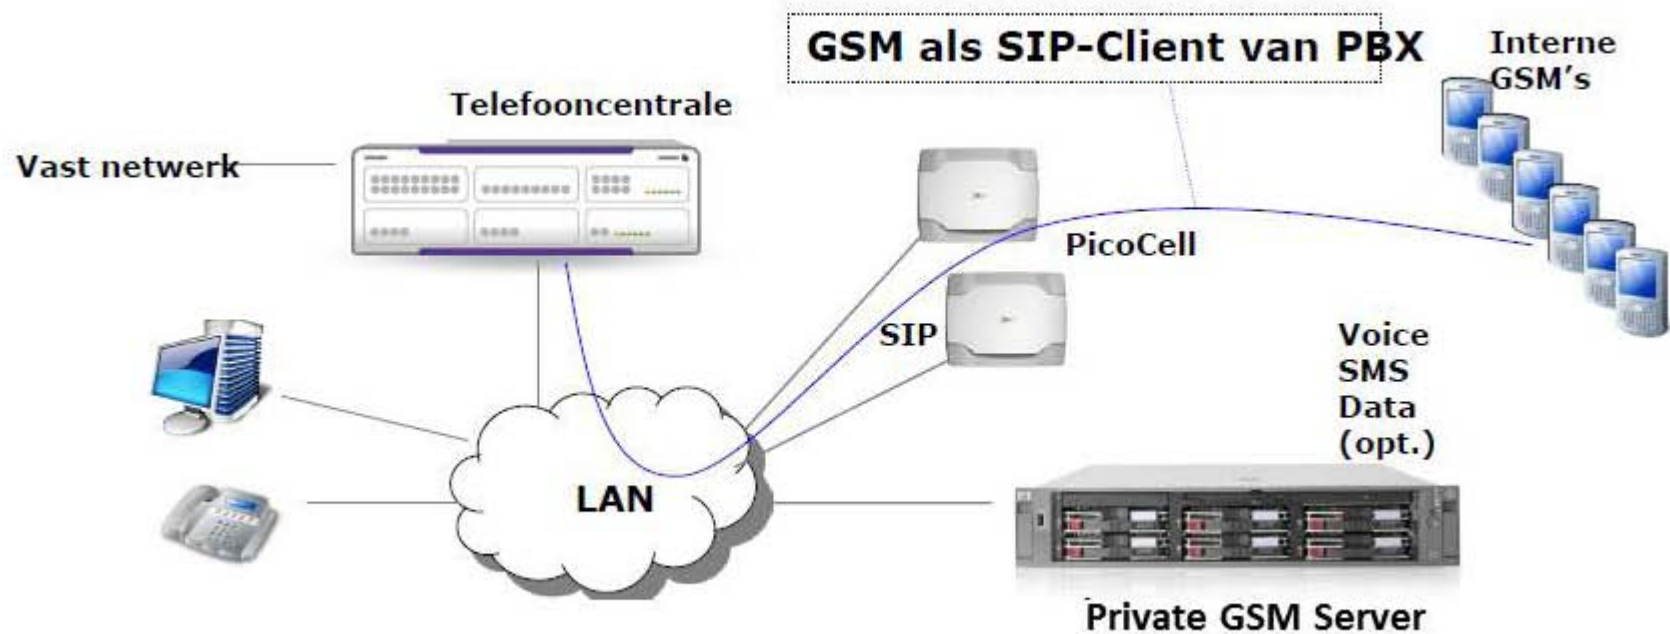 GSM als SIP-Client van PBX
Interne
GSM's
Telefooncentrale
Vast netwerk
PicoCell
SIP
Voice
SMS
Data
(opt.)
LAN
Private GSM Server